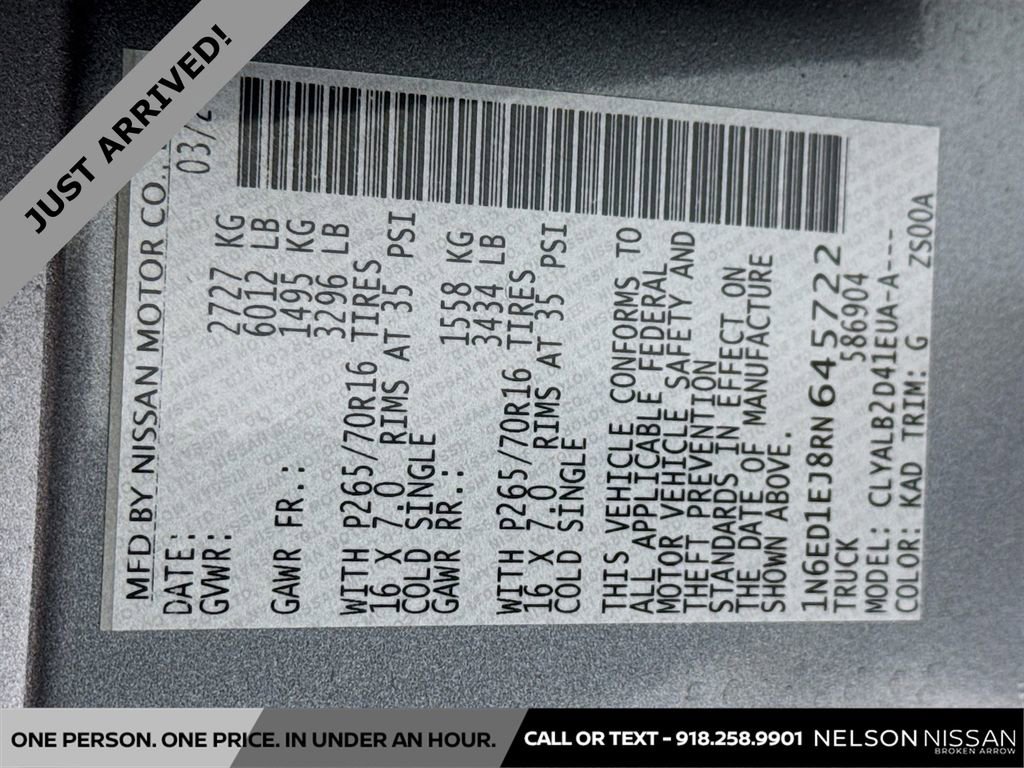 JUST ARRIVED!
MFD BY NISSAN MOTOR CO.,
DATE: 03/2
GVWR: 2727 KG
6012 LB
GAWR FR.: 1495 KG
3296 LB
WITH P265/70R16 TIRES
16 X 7.0 RIMS AT 35 PSI
COLD SINGLE
GAWR RR.: 1558 KG
3434 LB
WITH P265/70R16 TIRES
16 X 7.0 RIMS AT 35 PSI
COLD SINGLE
THIS VEHICLE CONFORMS TO
ALL APPLICABLE FEDERAL
MOTOR VEHICLE SAFETY AND
THEFT PREVENTION
STANDARDS IN EFFECT ON
THE DATE OF MANUFACTURE
SHOWN ABOVE.
1N6ED1EJ8RN645722
TRUCK 586904
MODEL: CLYALB2D41EUA-A---
COLOR: KAD TRIM: G ZS00A
ONE PERSON. ONE PRICE. IN UNDER AN HOUR.
CALL OR TEXT - 918.258.9901
NELSON NISSAN
BROKEN ARROW